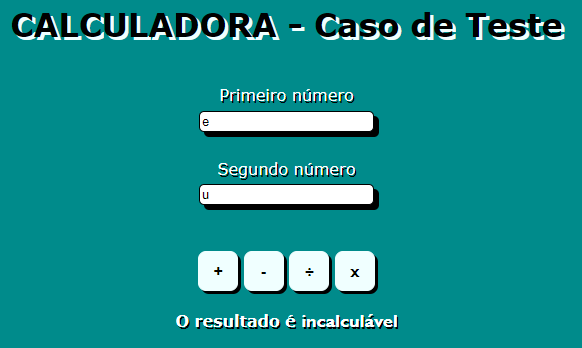 CALCULADORA - Caso de Teste
Primeiro número
e
Segundo número
u
+ - ÷ x
O resultado é incalculável